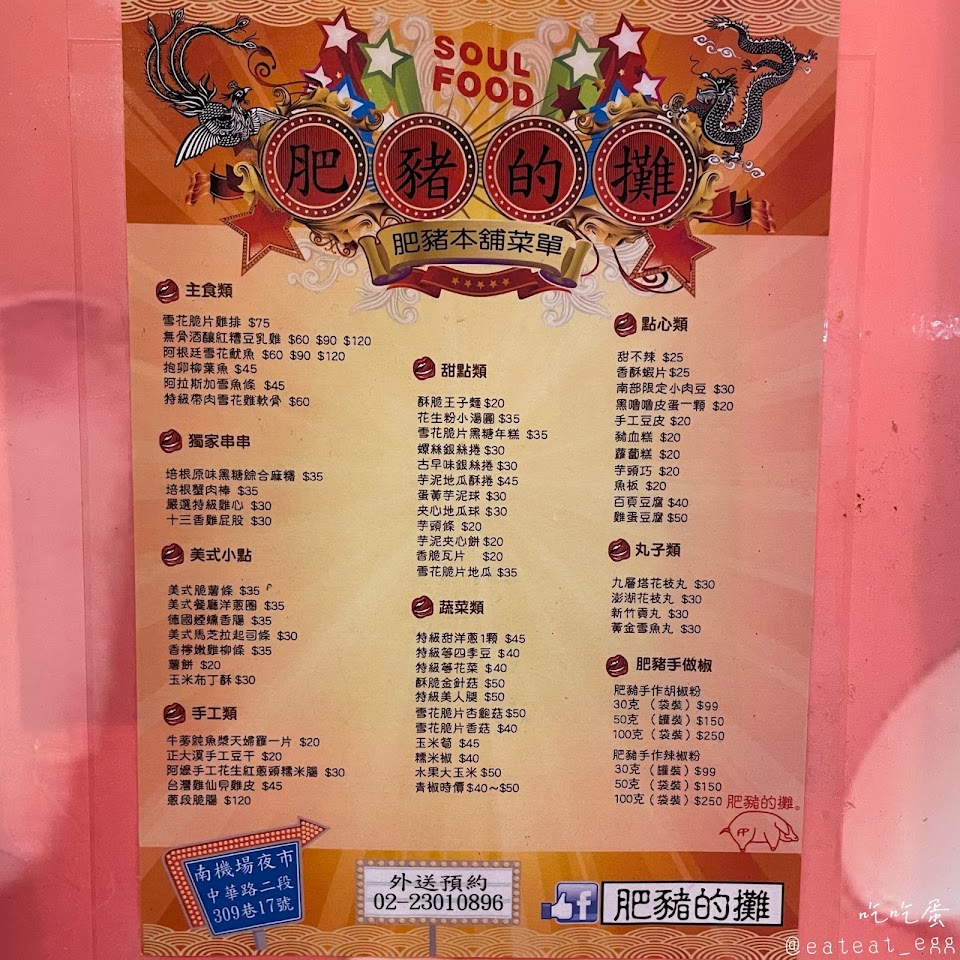 SOUL
FOOD
肥豬的攤
肥豬本舖菜單
主食類
雪花脆片雞排 $75
無骨酒釀紅糟豆乳雞 $60 $90 $120
阿根廷雪花魷魚 $60 $90 $120
抱卵柳葉魚 $45
阿拉斯加雪魚條 $45
特級帶肉雪花雞軟骨 $60
獨家串串
培根原味黑糖綜合麻糬 $35
培根蟹肉棒 $35
嚴選特級雞心 $30
十三香雞屁股 $30
美式小點
美式脆薯條 $35
美式餐廳洋蔥圈 $35
德國煙燻香腸 $35
美式馬芝拉起司條 $30
香檸嫩雞柳條 $35
薯餅 $20
玉米布丁酥 $30
手工類
牛蒡飩魚漿天婦羅一片 $20
正大溪手工豆干 $20
阿嬤手工花生紅蔥頭糯米腸 $30
台灣雞仙貝雞皮 $45
蔥段脆腸 $120
甜點類
酥脆王子麵 $20
花生粉小湯圓 $35
雪花脆片黑糖年糕 $35
螺絲銀絲捲 $30
古早味銀絲捲 $30
芋泥地瓜酥捲 $45
蛋黃芋泥球 $30
夾心地瓜球 $30
芋頭條 $20
芋泥夾心餅 $20
香脆瓦片 $20
雪花脆片地瓜 $35
蔬菜類
特級甜洋蔥1顆 $45
特級等四季豆 $40
特級等花菜 $40
酥脆金針菇 $50
特級美人腿 $50
雪花脆片杏鮑菇 $50
雪花脆片香菇 $40
玉米筍 $45
糯米椒 $40
水果大玉米 $50
青椒時價 $40~$50
點心類
甜不辣 $25
香酥蝦片 $25
南部限定小肉豆 $30
黑嚕嚕皮蛋一顆 $20
手工豆皮 $20
豬血糕 $20
蘿蔔糕 $20
芋頭巧 $20
魚板 $20
百頁豆腐 $40
雞蛋豆腐 $50
丸子類
九層塔花枝丸 $30
澎湖花枝丸 $30
新竹貢丸 $30
黃金雪魚丸 $30
肥豬手做椒
肥豬手作胡椒粉
30克（袋裝）$99
50克（罐裝）$150
100克（袋裝）$250
肥豬手作辣椒粉
30克（罐裝）$99
50克（袋裝）$150
100克（袋裝）$250
肥豬的攤。
南機場夜市
中華路二段
309巷17號
外送預約
02-23010896
f 肥豬的攤
吃吃蛋
@eateat_egg